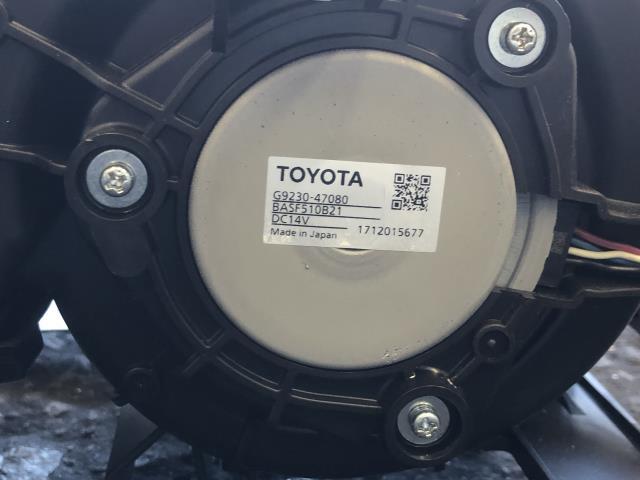 TOYOTA
G9230-47080
BASF510B21
DC14V
Made in Japan 1712015677